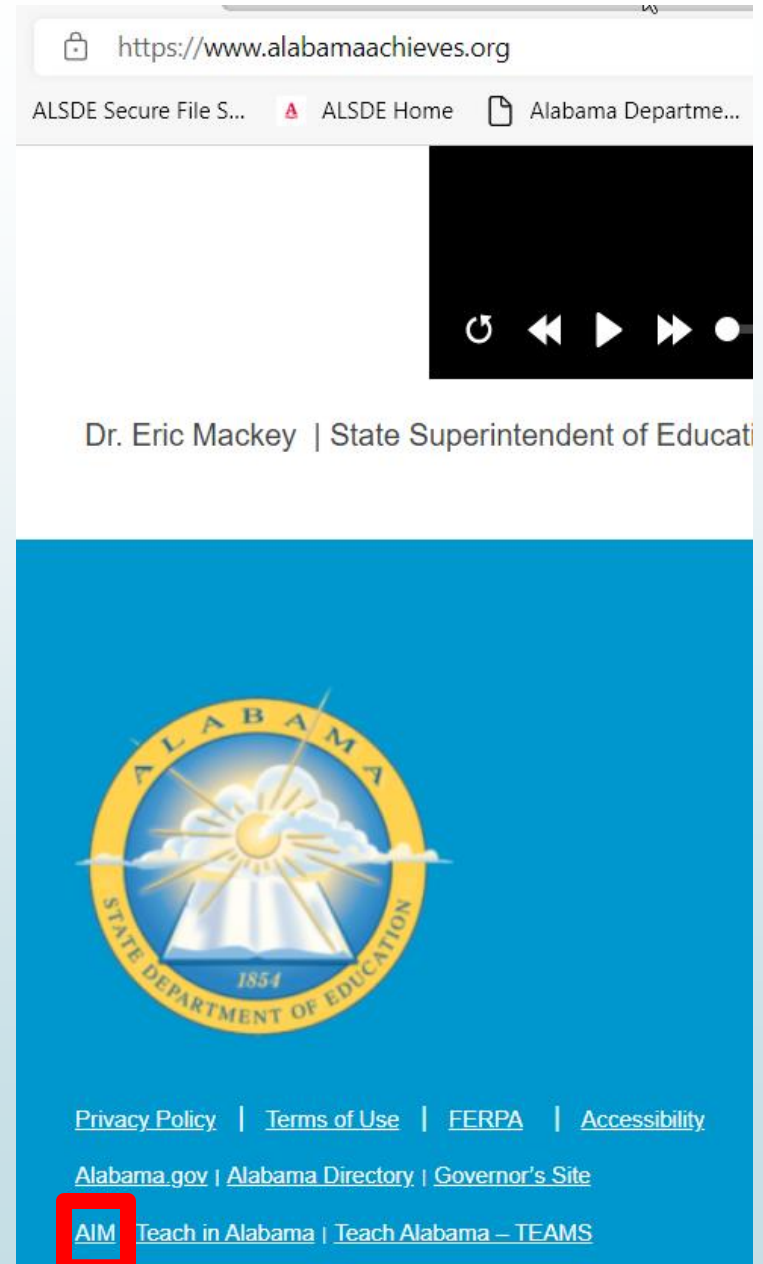 https://www.alabamaachieves.org
ALSDE Secure File S... A ALSDE Home Alabama Departme...
Dr. Eric Mackey | State Superintendent of Educati
ALABAMA
STATE DEPARTMENT OF EDUCATION
1854
Privacy Policy | Terms of Use | FERPA | Accessibility
Alabama.gov | Alabama Directory | Governor's Site
AIM Teach in Alabama | Teach Alabama – TEAMS